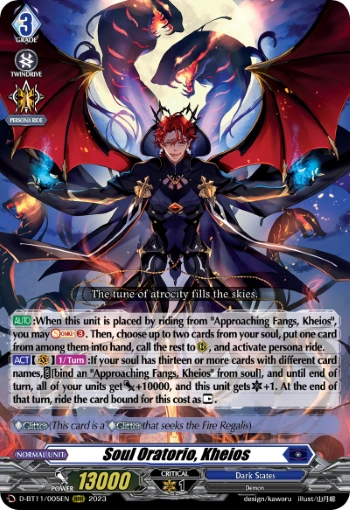 3
GRADE
TWINDRIVE
PERSONA RIDE
The tune of atrocity fills the skies.
AUTO:When this unit is placed by riding from "Approaching Fangs, Kheios",
you may 3. Then, choose up to two cards from your soul, put one card
from among them into hand, call the rest to , and activate persona ride.
ACT 1/Turn:If your soul has thirteen or more cards with different card
names, [bind an "Approaching Fangs, Kheios" from soul], and until end of
turn, all of your units get +10000, and this unit gets +1. At the end of
that turn, ride the card bound for this cost as .
(This card is a that seeks the Fire Regalis)
NORMAL UNIT
Soul Oratorio, Kheios
POWER 13000
CRITICAL
1
Dark States
Demon
D-BT11/005EN RRR 2023
design/kaworu illust/山月総